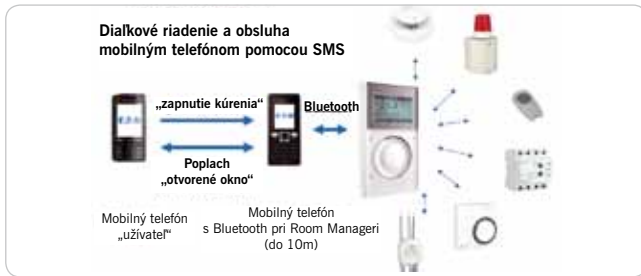 Diaľkové riadenie a obsluha
mobilným telefónom pomocou SMS
„zapnutie kúrenia“
Bluetooth
Poplach
„otvorené okno“
Mobilný telefón
„užívateľ“
Mobilný telefón
s Bluetooth pri Room Manageri
(do 10m)